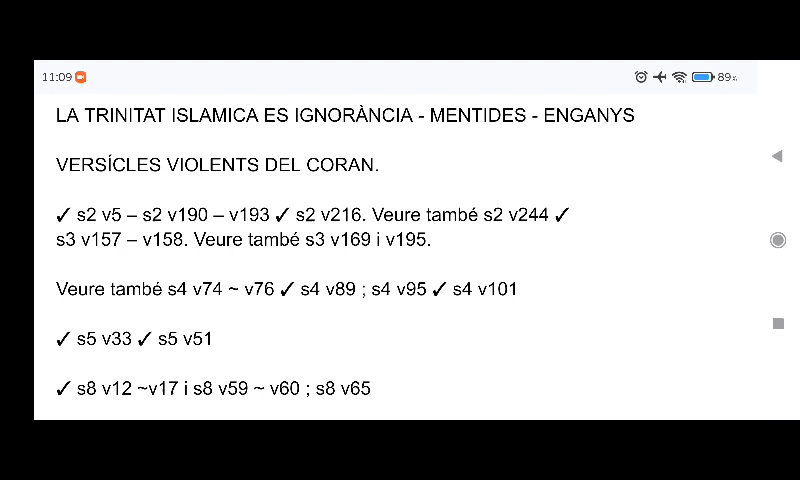 11:09 89%
LA TRINITAT ISLAMICA ES IGNORÀNCIA - MENTIDES - ENGANYS
VERSÍCLES VIOLENTS DEL CORAN.
✓ s2 v5 – s2 v190 – v193 ✓ s2 v216. Veure també s2 v244 ✓
s3 v157 – v158. Veure també s3 v169 i v195.
Veure també s4 v74 ~ v76 ✓ s4 v89 ; s4 v95 ✓ s4 v101
✓ s5 v33 ✓ s5 v51
✓ s8 v12 ~v17 i s8 v59 ~ v60 ; s8 v65